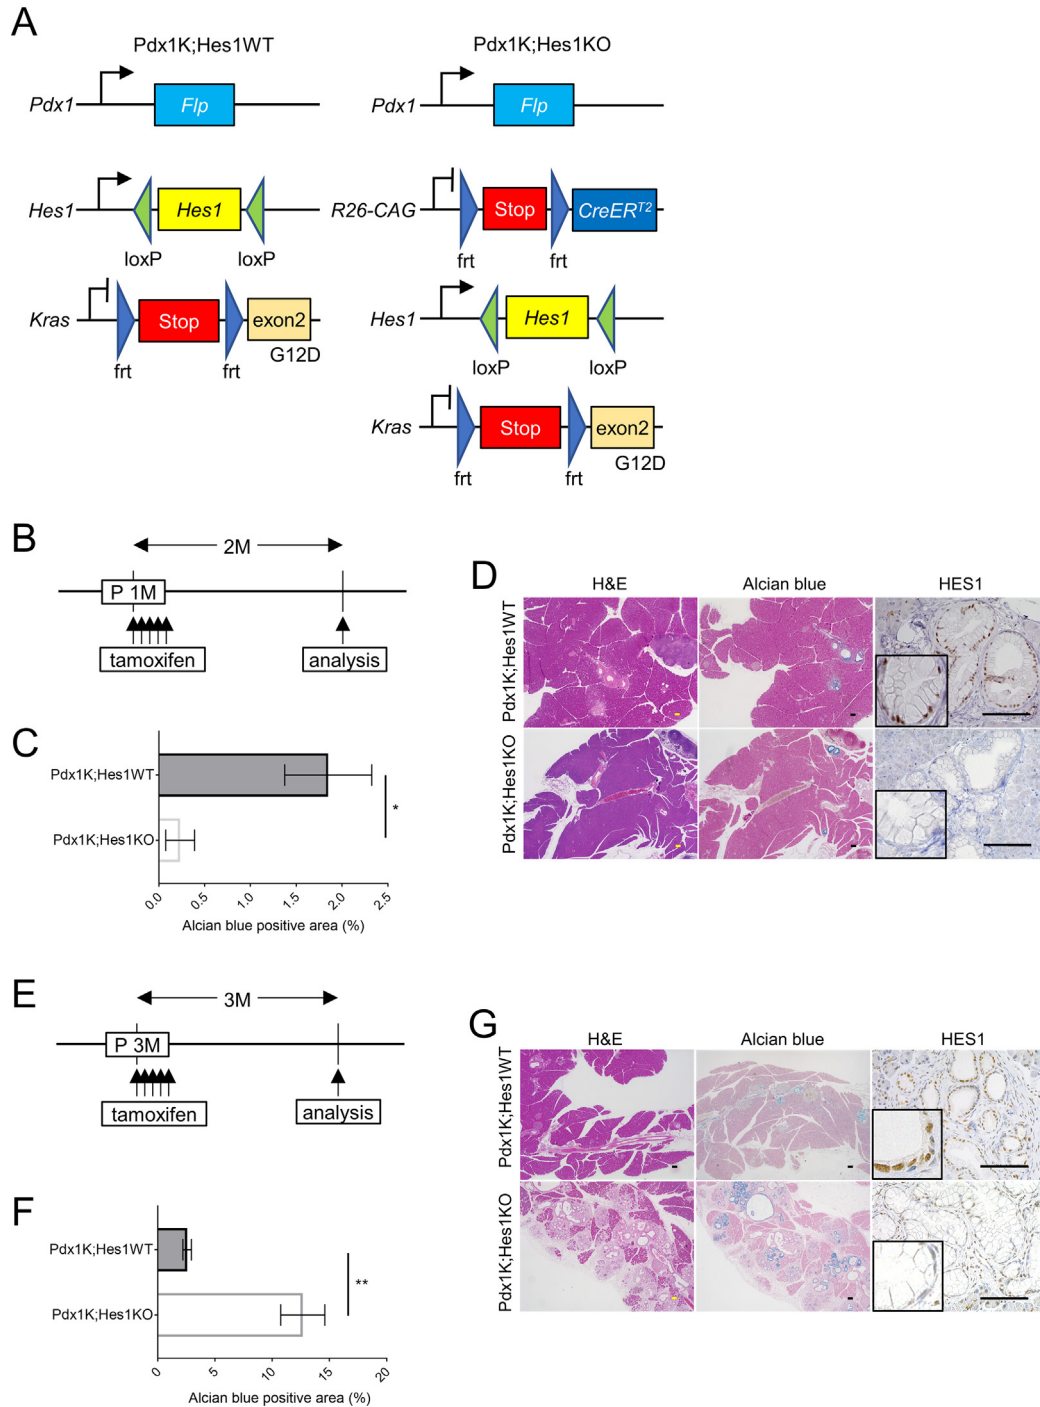 A
Pdx1K;Hes1WT
Pdx1 Flp
Hes1 Hes1
loxP loxP
Kras Stop exon2
G12D
frt frt
Pdx1K;Hes1KO
Pdx1 Flp
R26-CAG Stop CreERT2
frt frt
Hes1 Hes1
loxP loxP
Kras Stop exon2
G12D
frt frt
B
2M
P 1M
tamoxifen analysis
C
Pdx1K;Hes1WT
Pdx1K;Hes1KO
*
0.0 0.5 1.0 1.5 2.0 2.5
Alcian blue positive area (%)
D
H&E Alcian blue HES1
Pdx1K;Hes1WT
Pdx1K;Hes1KO
E
3M
P 3M
tamoxifen analysis
F
Pdx1K;Hes1WT
Pdx1K;Hes1KO
**
0 5 10 15 20
Alcian blue positive area (%)
G
H&E Alcian blue HES1
Pdx1K;Hes1WT
Pdx1K;Hes1KO